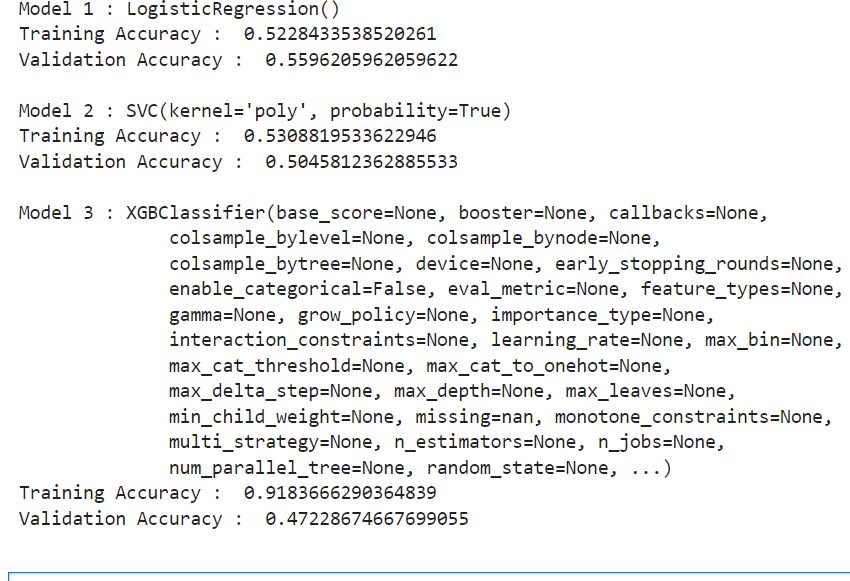 Model 1 : LogisticRegression()
Training Accuracy :  0.5228433538520261
Validation Accuracy :  0.5596205962059622
Model 2 : SVC(kernel='poly', probability=True)
Training Accuracy :  0.5308819533622946
Validation Accuracy :  0.5045812362885533
Model 3 : XGBClassifier(base_score=None, booster=None, callbacks=None,
colsample_bylevel=None, colsample_bynode=None,
colsample_bytree=None, device=None, early_stopping_rounds=None,
enable_categorical=False, eval_metric=None, feature_types=None,
gamma=None, grow_policy=None, importance_type=None,
interaction_constraints=None, learning_rate=None, max_bin=None,
max_cat_threshold=None, max_cat_to_onehot=None,
max_delta_step=None, max_depth=None, max_leaves=None,
min_child_weight=None, missing=nan, monotone_constraints=None,
multi_strategy=None, n_estimators=None, n_jobs=None,
num_parallel_tree=None, random_state=None, ...)
Training Accuracy :  0.9183666290364839
Validation Accuracy :  0.47228674667699055